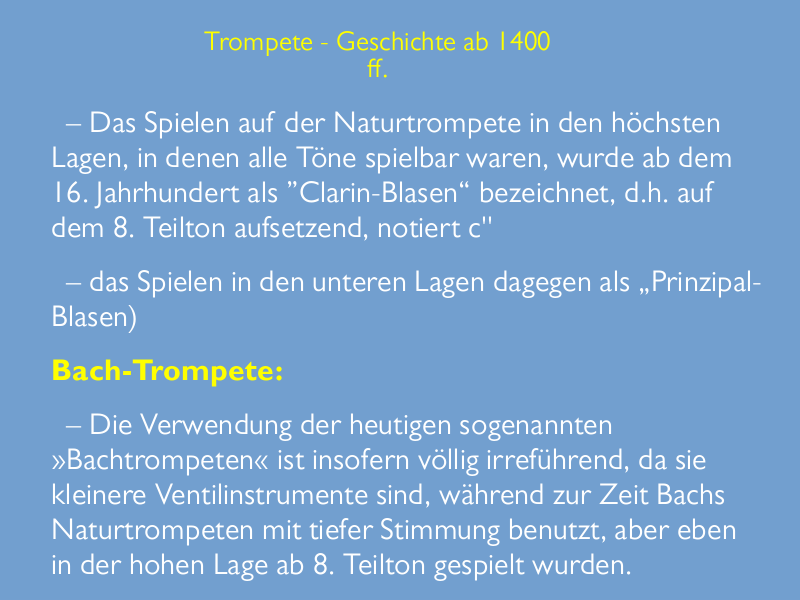 Trompete - Geschichte ab 1400
ff.
– Das Spielen auf der Naturtrompete in den höchsten
Lagen, in denen alle Töne spielbar waren, wurde ab dem
16. Jahrhundert als ”Clarin-Blasen“ bezeichnet, d.h. auf
dem 8. Teilton aufsetzend, notiert c"
– das Spielen in den unteren Lagen dagegen als „Prinzipal-
Blasen)
Bach-Trompete:
– Die Verwendung der heutigen sogenannten
»Bachtrompeten« ist insofern völlig irreführend, da sie
kleinere Ventilinstrumente sind, während zur Zeit Bachs
Naturtrompeten mit tiefer Stimmung benutzt, aber eben
in der hohen Lage ab 8. Teilton gespielt wurden.